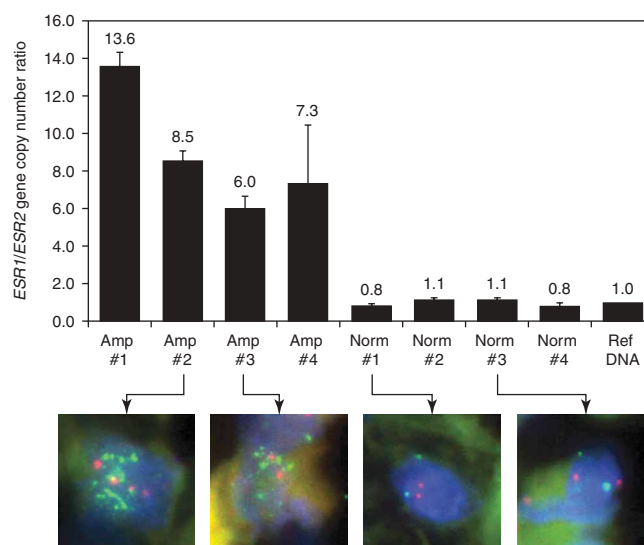 ESR1/ESR2 gene copy number ratio
16.0
14.0
12.0
10.0
8.0
6.0
4.0
2.0
0.0
13.6
8.5
6.0
7.3
0.8
1.1
1.1
0.8
1.0
Amp
#1
Amp
#2
Amp
#3
Amp
#4
Norm
#1
Norm
#2
Norm
#3
Norm
#4
Ref
DNA